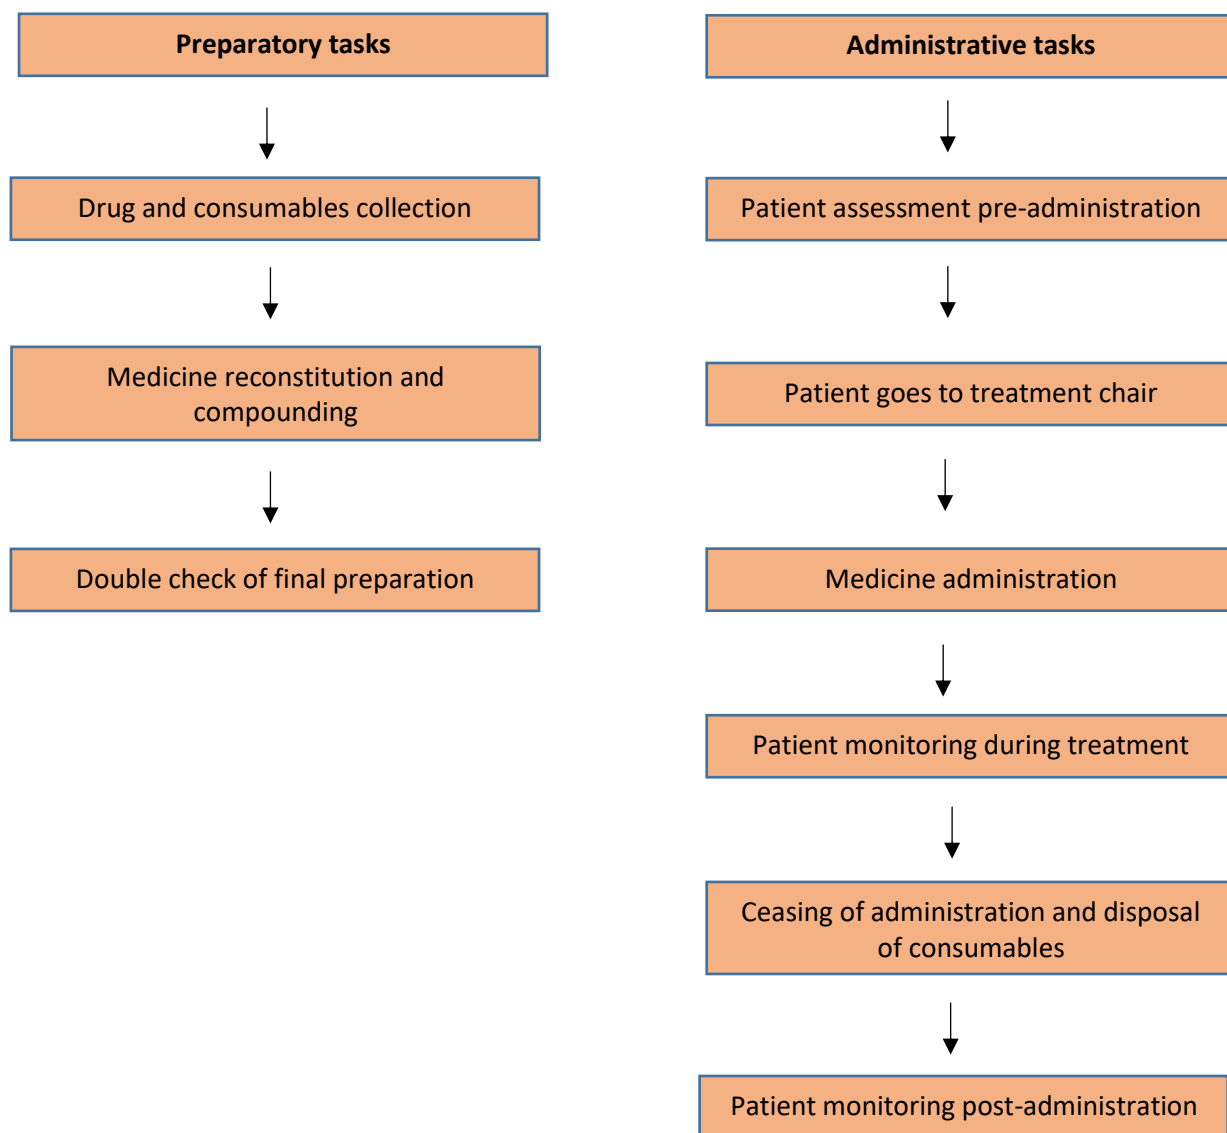 Preparatory tasks
Drug and consumables collection
Medicine reconstitution and
compounding
Double check of final preparation
Administrative tasks
Patient assessment pre-administration
Patient goes to treatment chair
Medicine administration
Patient monitoring during treatment
Ceasing of administration and disposal
of consumables
Patient monitoring post-administration